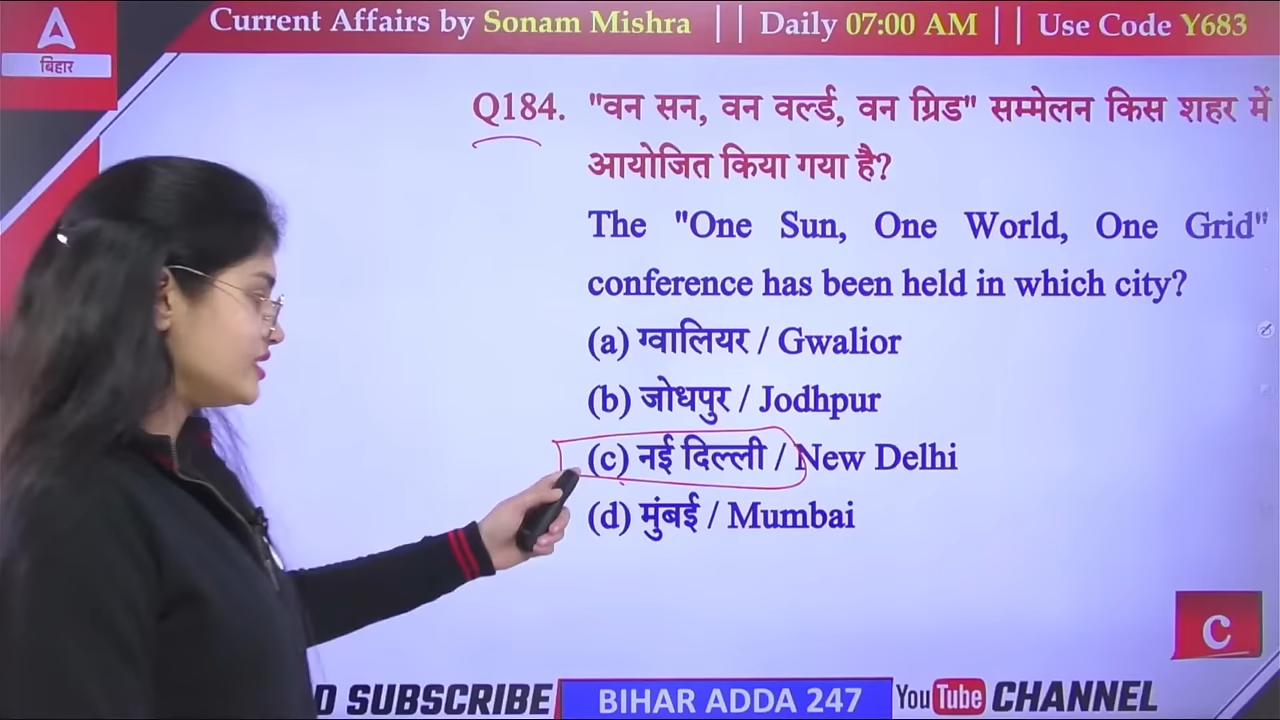 Current Affairs by Sonam Mishra || Daily 07:00 AM || Use Code Y683
A
बिहार
Q184. "वन सन, वन वर्ल्ड, वन ग्रिड" सम्मेलन किस शहर में
आयोजित किया गया है?
The "One Sun, One World, One Grid"
conference has been held in which city?
(a) ग्वालियर / Gwalior
(b) जोधपुर / Jodhpur
(c) नई दिल्ली / New Delhi
(d) मुंबई / Mumbai
C
SUBSCRIBE BIHAR ADDA 247 YouTube CHANNEL